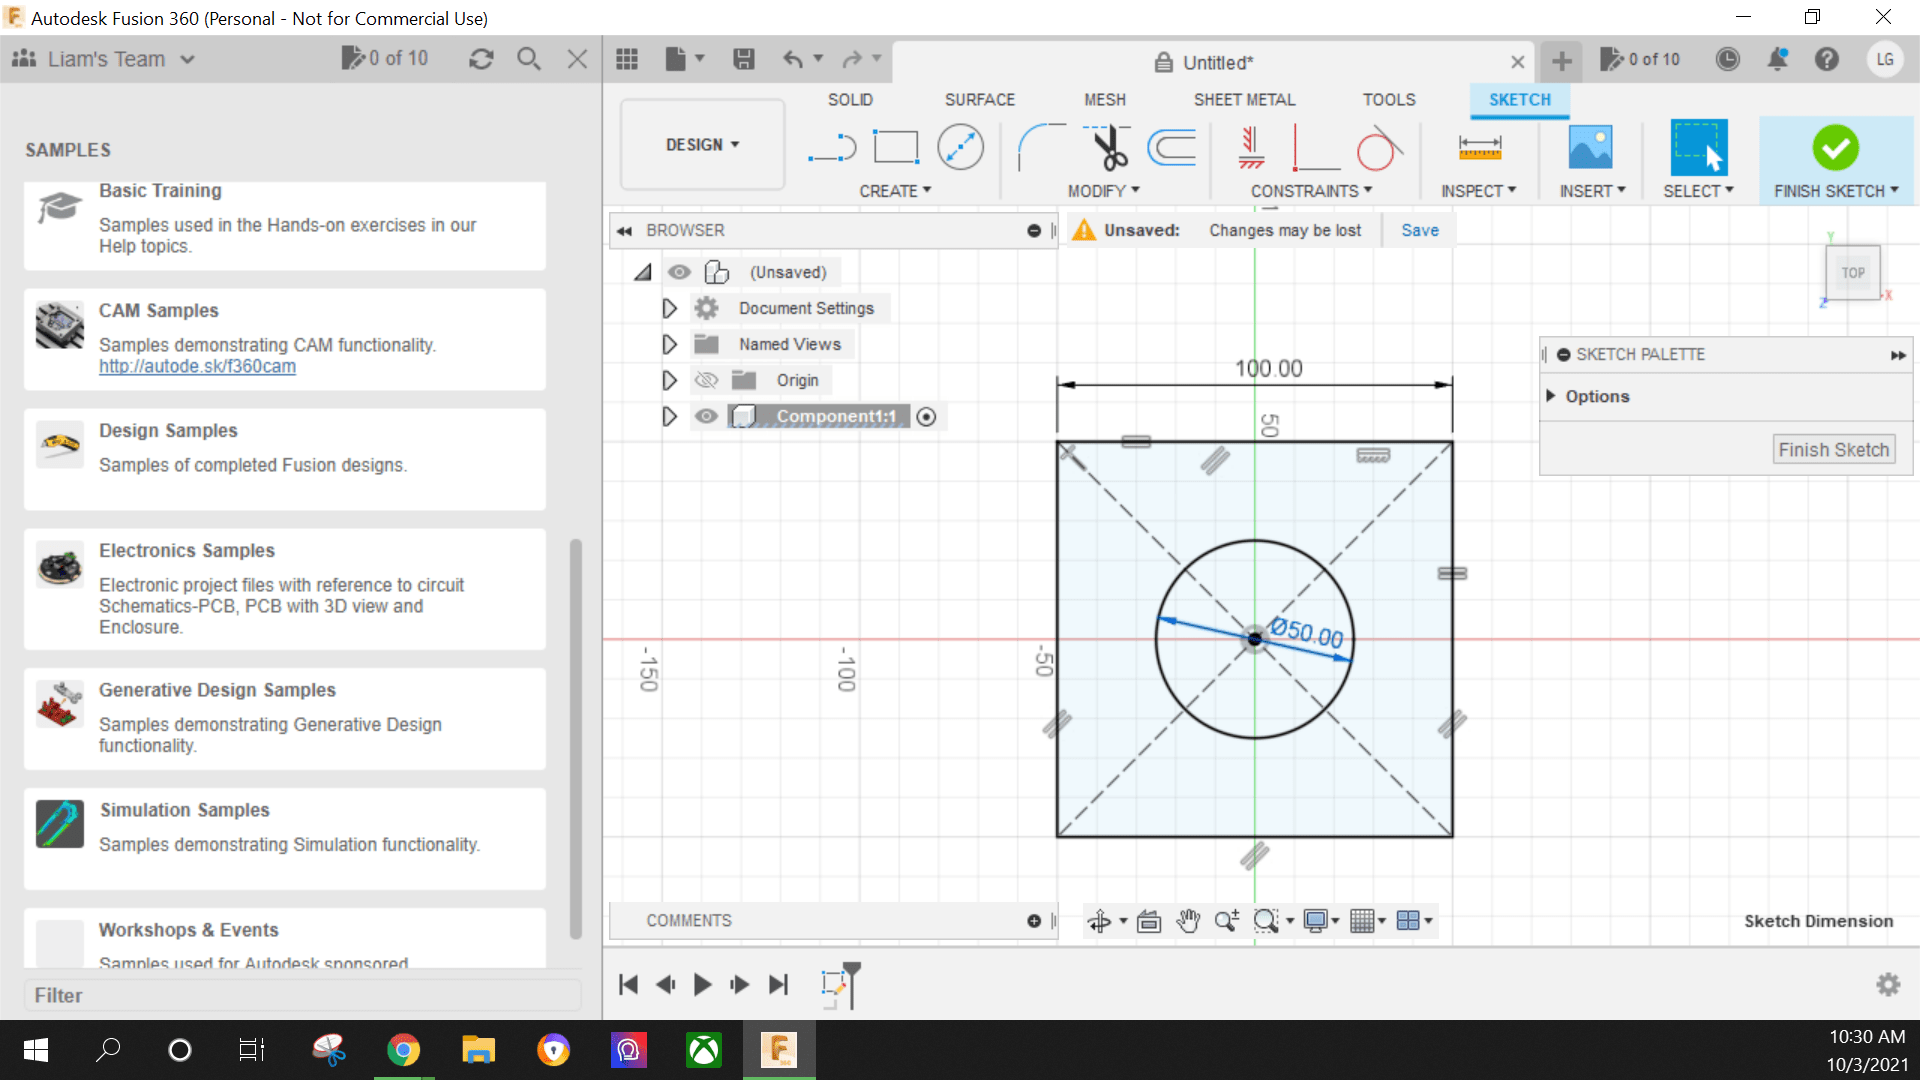 Autodesk Fusion 360 (Personal - Not for Commercial Use)
Liam's Team
0 of 10
Untitled*
0 of 10
LG
SAMPLES
Basic Training
Samples used in the Hands-on exercises in our
Help topics.
CAM Samples
Samples demonstrating CAM functionality.
http://autode.sk/f360cam
Design Samples
Samples of completed Fusion designs.
Electronics Samples
Electronic project files with reference to circuit
Schematics-PCB, PCB with 3D view and
Enclosure.
Generative Design Samples
Samples demonstrating Generative Design
functionality.
Simulation Samples
Samples demonstrating Simulation functionality.
Workshops & Events
Samples used for Autodesk sponsored
Filter
DESIGN
SOLID
SURFACE
MESH
SHEET METAL
TOOLS
SKETCH
CREATE
MODIFY
CONSTRAINTS
INSPECT
INSERT
SELECT
FINISH SKETCH
BROWSER
Unsaved:
Changes may be lost
Save
(Unsaved)
Document Settings
Named Views
Origin
Component1:1
Y
TOP
X
Z
SKETCH PALETTE
Options
Finish Sketch
100.00
50
Ø50.00
-150
-100
-50
COMMENTS
Sketch Dimension
10:30 AM
10/3/2021